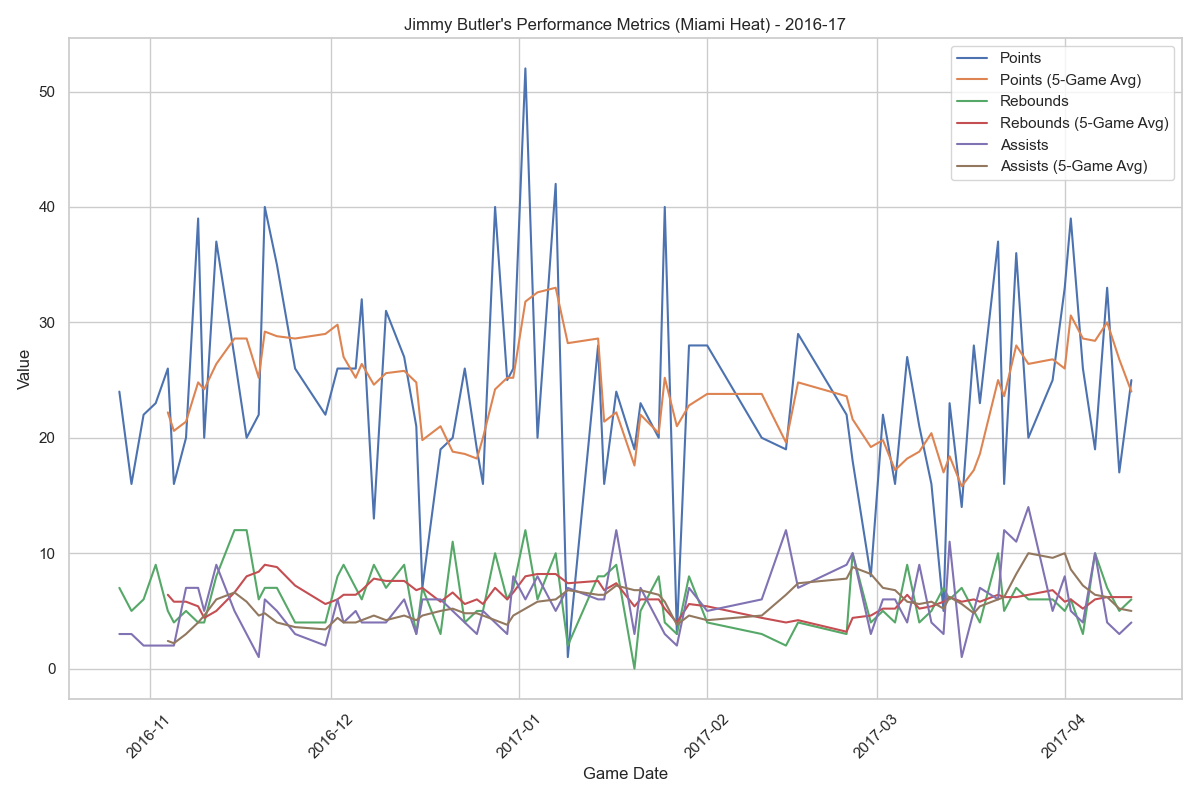 Jimmy Butler's Performance Metrics (Miami Heat) - 2016-17
Points
Points (5-Game Avg)
Rebounds
Rebounds (5-Game Avg)
Assists
Assists (5-Game Avg)
50
40
30
20
10
0
Value
2016-11
2016-12
2017-01
2017-02
2017-03
2017-04
Game Date